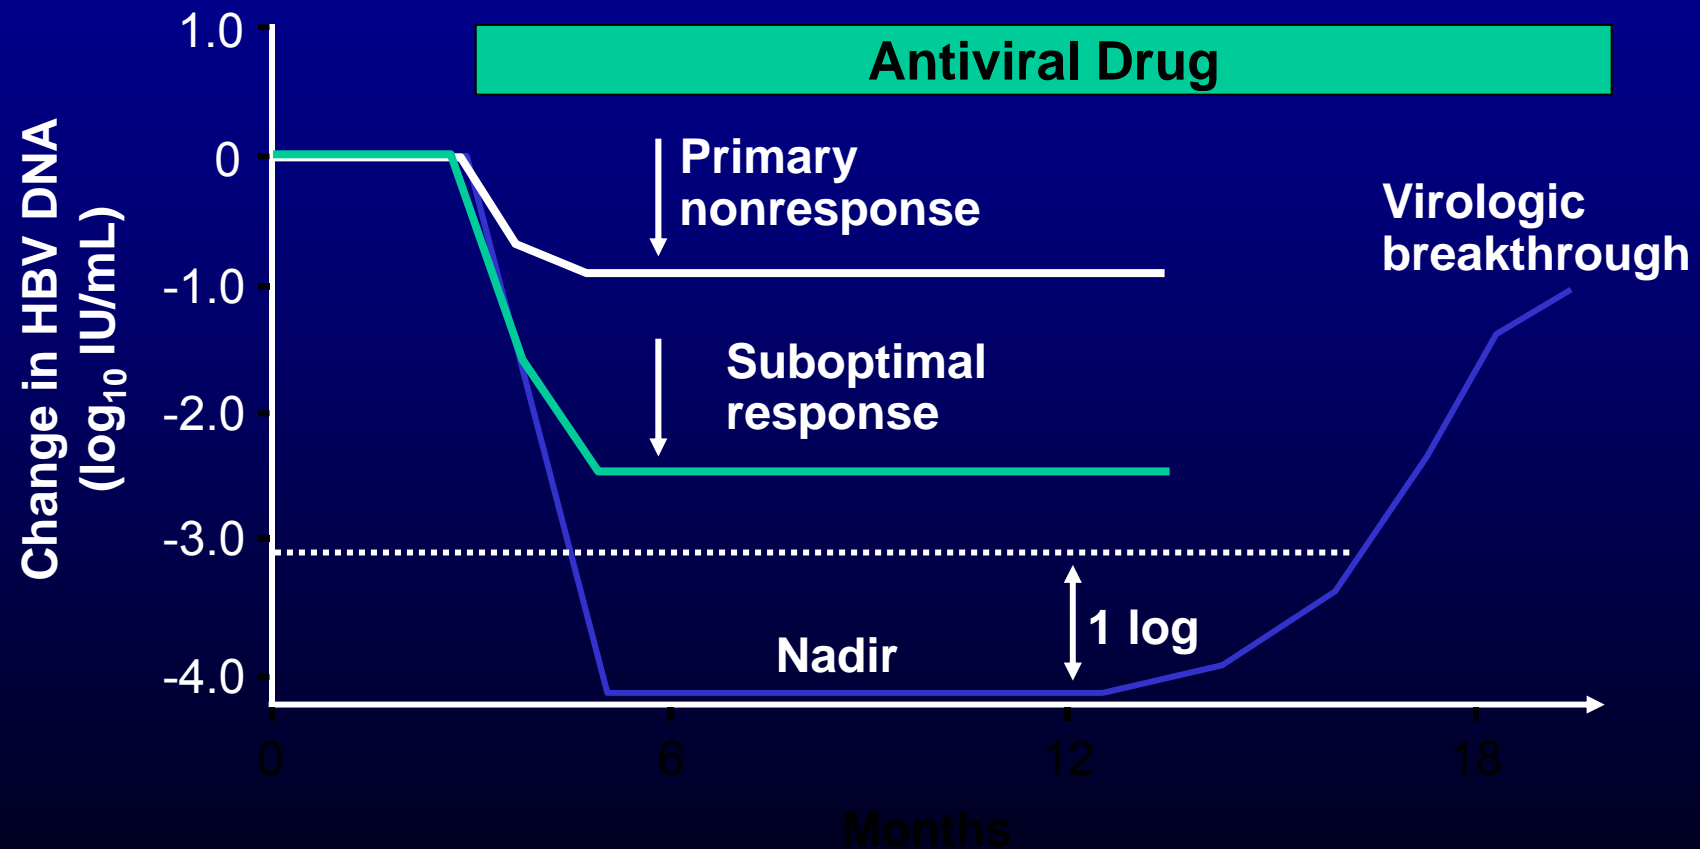 Change in HBV DNA
(log₁₀ IU/mL)
1.0
0
-1.0
-2.0
-3.0
-4.0
Antiviral Drug
Primary
nonresponse
Suboptimal
response
Virologic
breakthrough
1 log
Nadir
0
6
12
18
Months